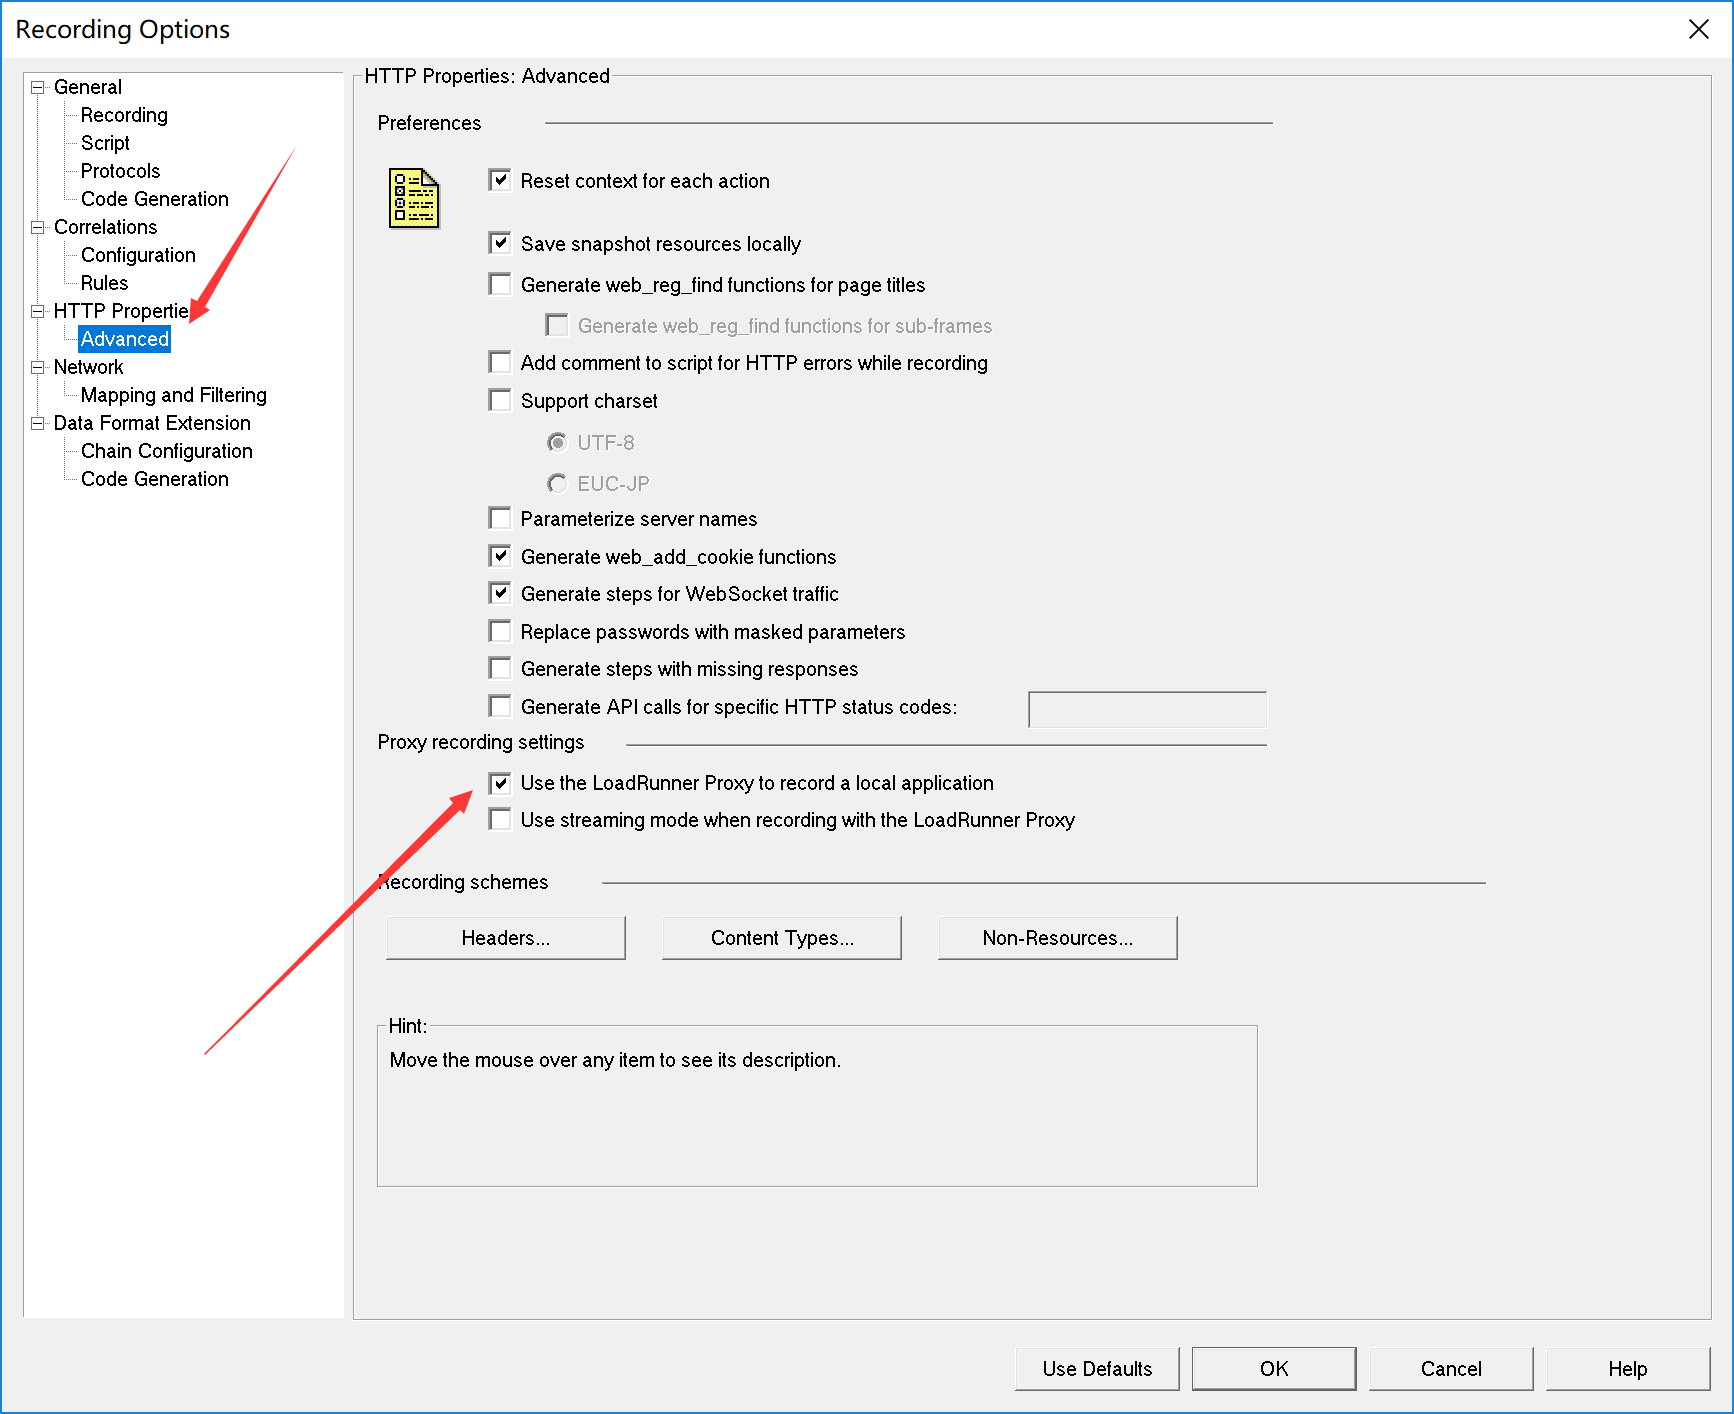 Recording Options
General
Recording
Script
Protocols
Code Generation
Correlations
Configuration
Rules
HTTP Propertie
Advanced
Network
Mapping and Filtering
Data Format Extension
Chain Configuration
Code Generation
HTTP Properties: Advanced
Preferences
Reset context for each action
Save snapshot resources locally
Generate web_reg_find functions for page titles
Generate web_reg_find functions for sub-frames
Add comment to script for HTTP errors while recording
Support charset
UTF-8
EUC-JP
Parameterize server names
Generate web_add_cookie functions
Generate steps for WebSocket traffic
Replace passwords with masked parameters
Generate steps with missing responses
Generate API calls for specific HTTP status codes:
Proxy recording settings
Use the LoadRunner Proxy to record a local application
Use streaming mode when recording with the LoadRunner Proxy
Recording schemes
Headers... Content Types... Non-Resources...
Hint:
Move the mouse over any item to see its description.
Use Defaults OK Cancel Help